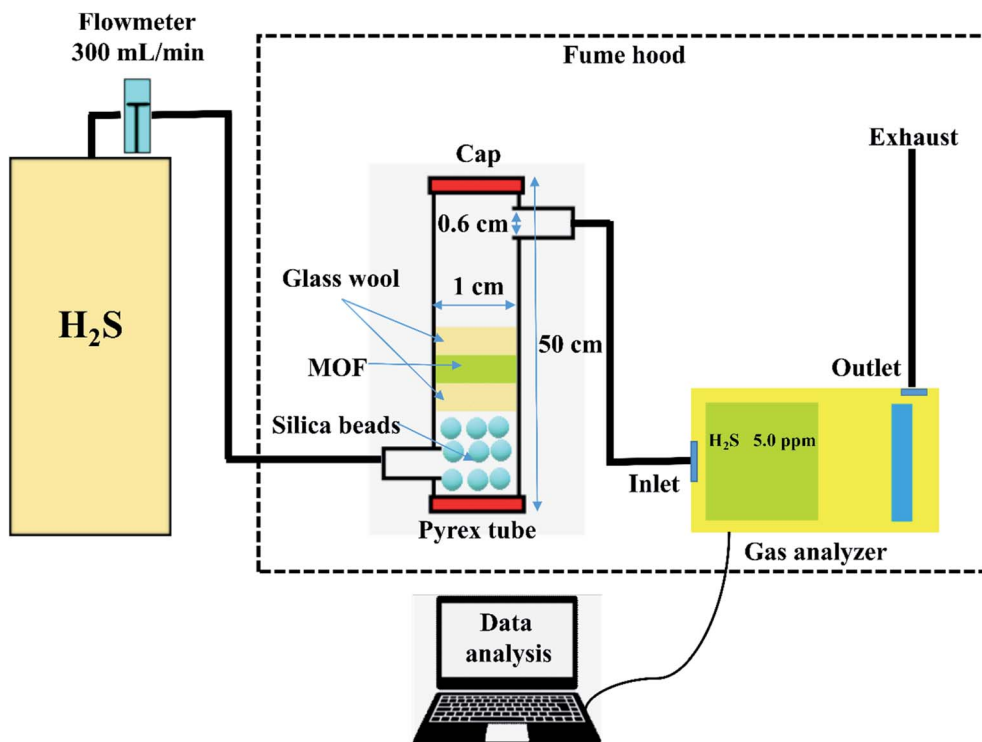 Flowmeter
300 mL/min
Fume hood
Exhaust
Cap
0.6 cm
Glass wool
1 cm
H₂S
50 cm
MOF
Outlet
Silica beads
H₂S 5.0 ppm
Inlet
Pyrex tube
Gas analyzer
Data
analysis